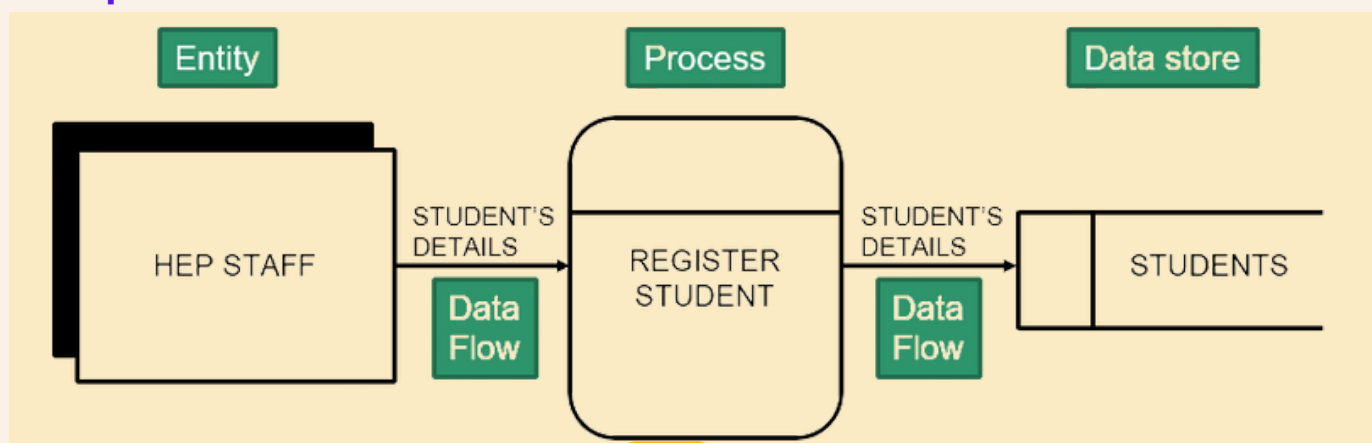 Entity
Process
Data store
HEP STAFF
STUDENT'S
DETAILS
Data
Flow
REGISTER
STUDENT
STUDENT'S
DETAILS
Data
Flow
STUDENTS